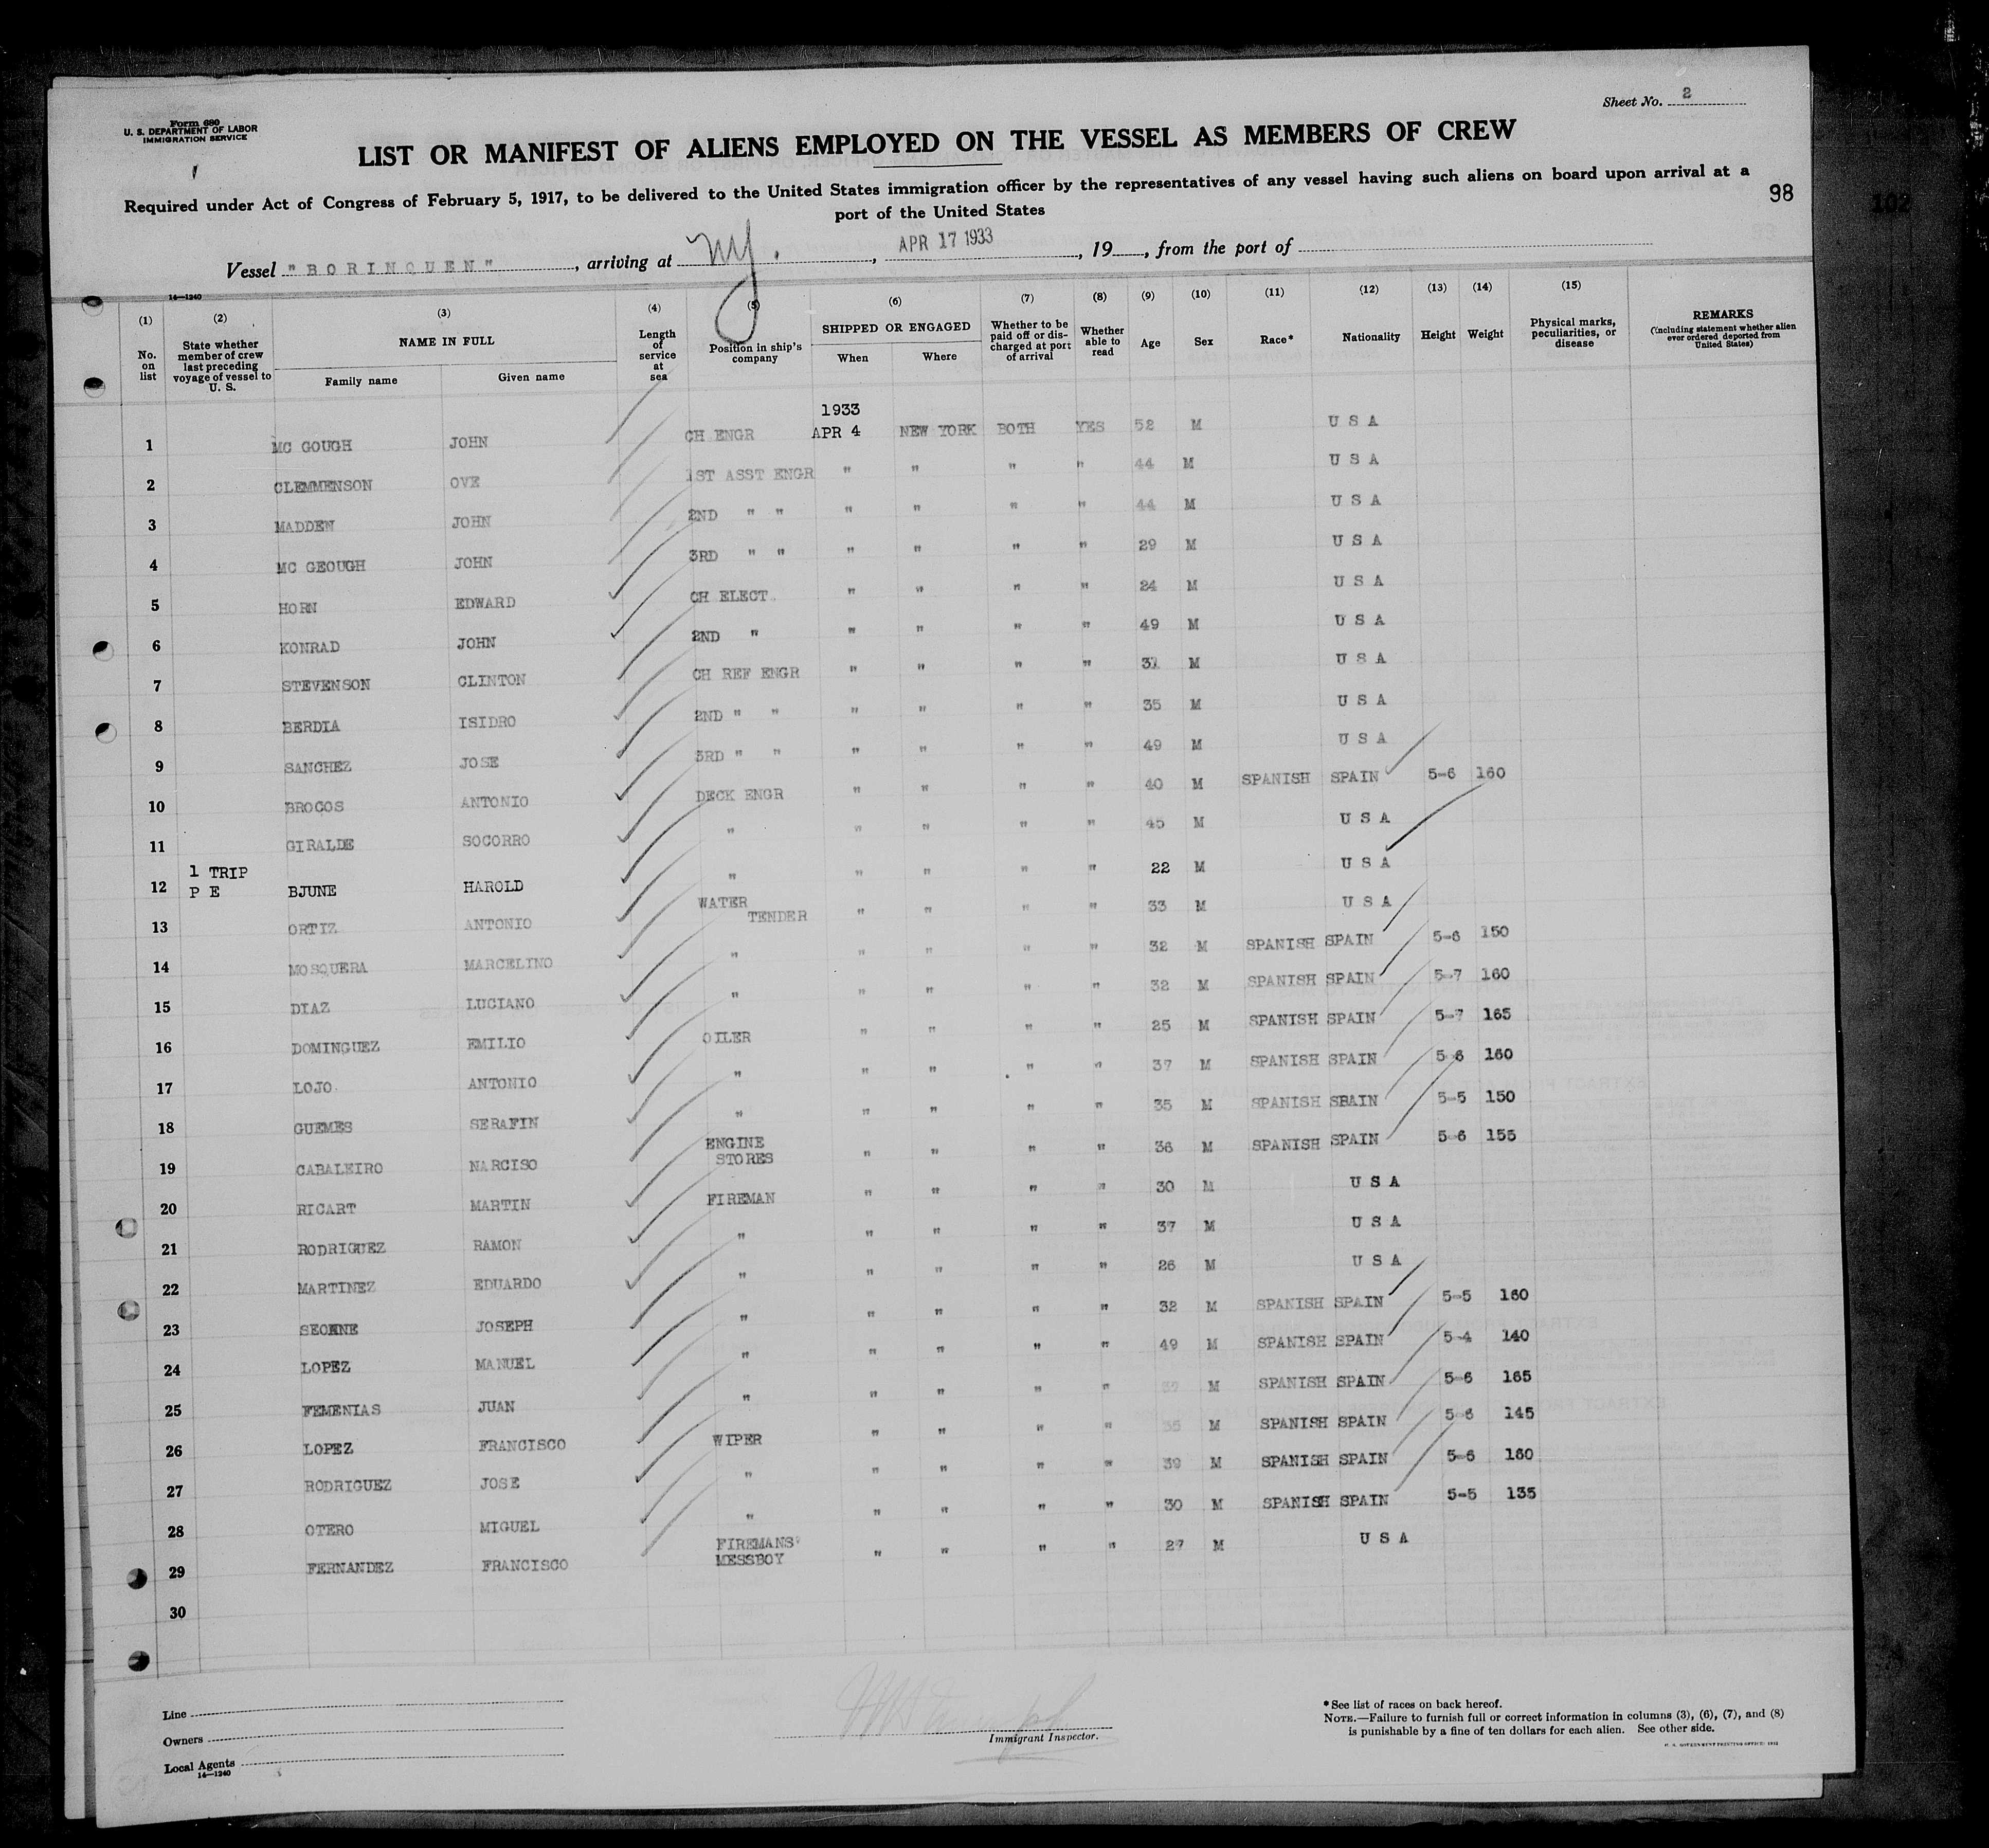 Form 680
U. S. DEPARTMENT OF LABOR
IMMIGRATION SERVICE
Sheet No. 2
LIST OR MANIFEST OF ALIENS EMPLOYED ON THE VESSEL AS MEMBERS OF CREW
Required under Act of Congress of February 5, 1917, to be delivered to the United States immigration officer by the representatives of any vessel having such aliens on board upon arrival at a
port of the United States
98
102
Vessel "BORINQUEN", arriving at NY., APR 17 1933, 19, from the port of
14—1240
(1) (2) (3) (4) (5) (6) (7) (8) (9) (10) (11) (12) (13) (14) (15)
No. on list
State whether member of crew last preceding voyage of vessel to U. S.
NAME IN FULL
Family name
Given name
Length of service at sea
Position in ship's company
SHIPPED OR ENGAGED
When
Where
Whether to be paid off or discharged at port of arrival
Whether able to read
Age
Sex
Race*
Nationality
Height
Weight
Physical marks, peculiarities, or disease
REMARKS
(including statement whether alien ever ordered deported from United States)
1933
1 MC GOUGH JOHN CH ENGR APR 4 NEW YORK BOTH YES 52 M U S A
2 CLEMMENSON OVE 1ST ASST ENGR " " " " 44 M U S A
3 MADDEN JOHN 2ND " " " " " " 44 M U S A
4 MC GEOUGH JOHN 3RD " " " " " " 29 M U S A
5 HORN EDWARD CH ELECT. " " " " 24 M U S A
6 KONRAD JOHN 2ND " " " " " 49 M U S A
7 STEVENSON CLINTON CH REF ENGR " " " " 31 M U S A
8 BERDIA ISIDRO 2ND " " " " " " 35 M U S A
9 SANCHEZ JOSE 3RD " " " " " " 49 M U S A
10 BROCOS ANTONIO DECK ENGR " " " " 40 M SPANISH SPAIN 5-6 160
11 GIRALDE SOCORRO " " " " " 45 M U S A
12 1 TRIP P E BJUNE HAROLD " " " " " 22 M U S A
13 ORTIZ ANTONIO WATER TENDER " " " " 33 M U S A
14 MOSQUERA MARCELINO " " " " " 32 M SPANISH SPAIN 5-6 150
15 DIAZ LUCIANO " " " " " 32 M SPANISH SPAIN 5-7 160
16 DOMINGUEZ EMILIO OILER " " " " 25 M SPANISH SPAIN 5-7 165
17 LOJO ANTONIO " " " " " 37 M SPANISH SPAIN 5-6 160
18 GUEMES SERAFIN " " " " " 35 M SPANISH SBAIN 5-5 150
19 CABALEIRO NARCISO ENGINE STORES " " " " 36 M SPANISH SPAIN 5-6 155
20 RICART MARTIN FIREMAN " " " " 30 M U S A
21 RODRIGUEZ RAMON " " " " " 37 M U S A
22 MARTINEZ EDUARDO " " " " " 26 M U S A
23 SEOANE JOSEPH " " " " " 32 M SPANISH SPAIN 5-5 160
24 LOPEZ MANUEL " " " " " 49 M SPANISH SPAIN 5-4 140
25 FEMENIAS JUAN " " " " " M SPANISH SPAIN 5-6 165
26 LOPEZ FRANCISCO WIPER " " " " 35 M SPANISH SPAIN 5-6 145
27 RODRIGUEZ JOSE " " " " " 39 M SPANISH SPAIN 5-6 160
28 OTERO MIGUEL " " " " " 30 M SPANISH SPAIN 5-5 135
29 FERNANDEZ FRANCISCO FIREMANS' MESSBOY " " " " 27 M U S A
30
Line
Owners
Local Agents
14—1240
Immigrant Inspector.
*See list of races on back hereof.
NOTE.—Failure to furnish full or correct information in columns (3), (6), (7), and (8)
is punishable by a fine of ten dollars for each alien. See other side.
U. S. GOVERNMENT PRINTING OFFICE: 1932